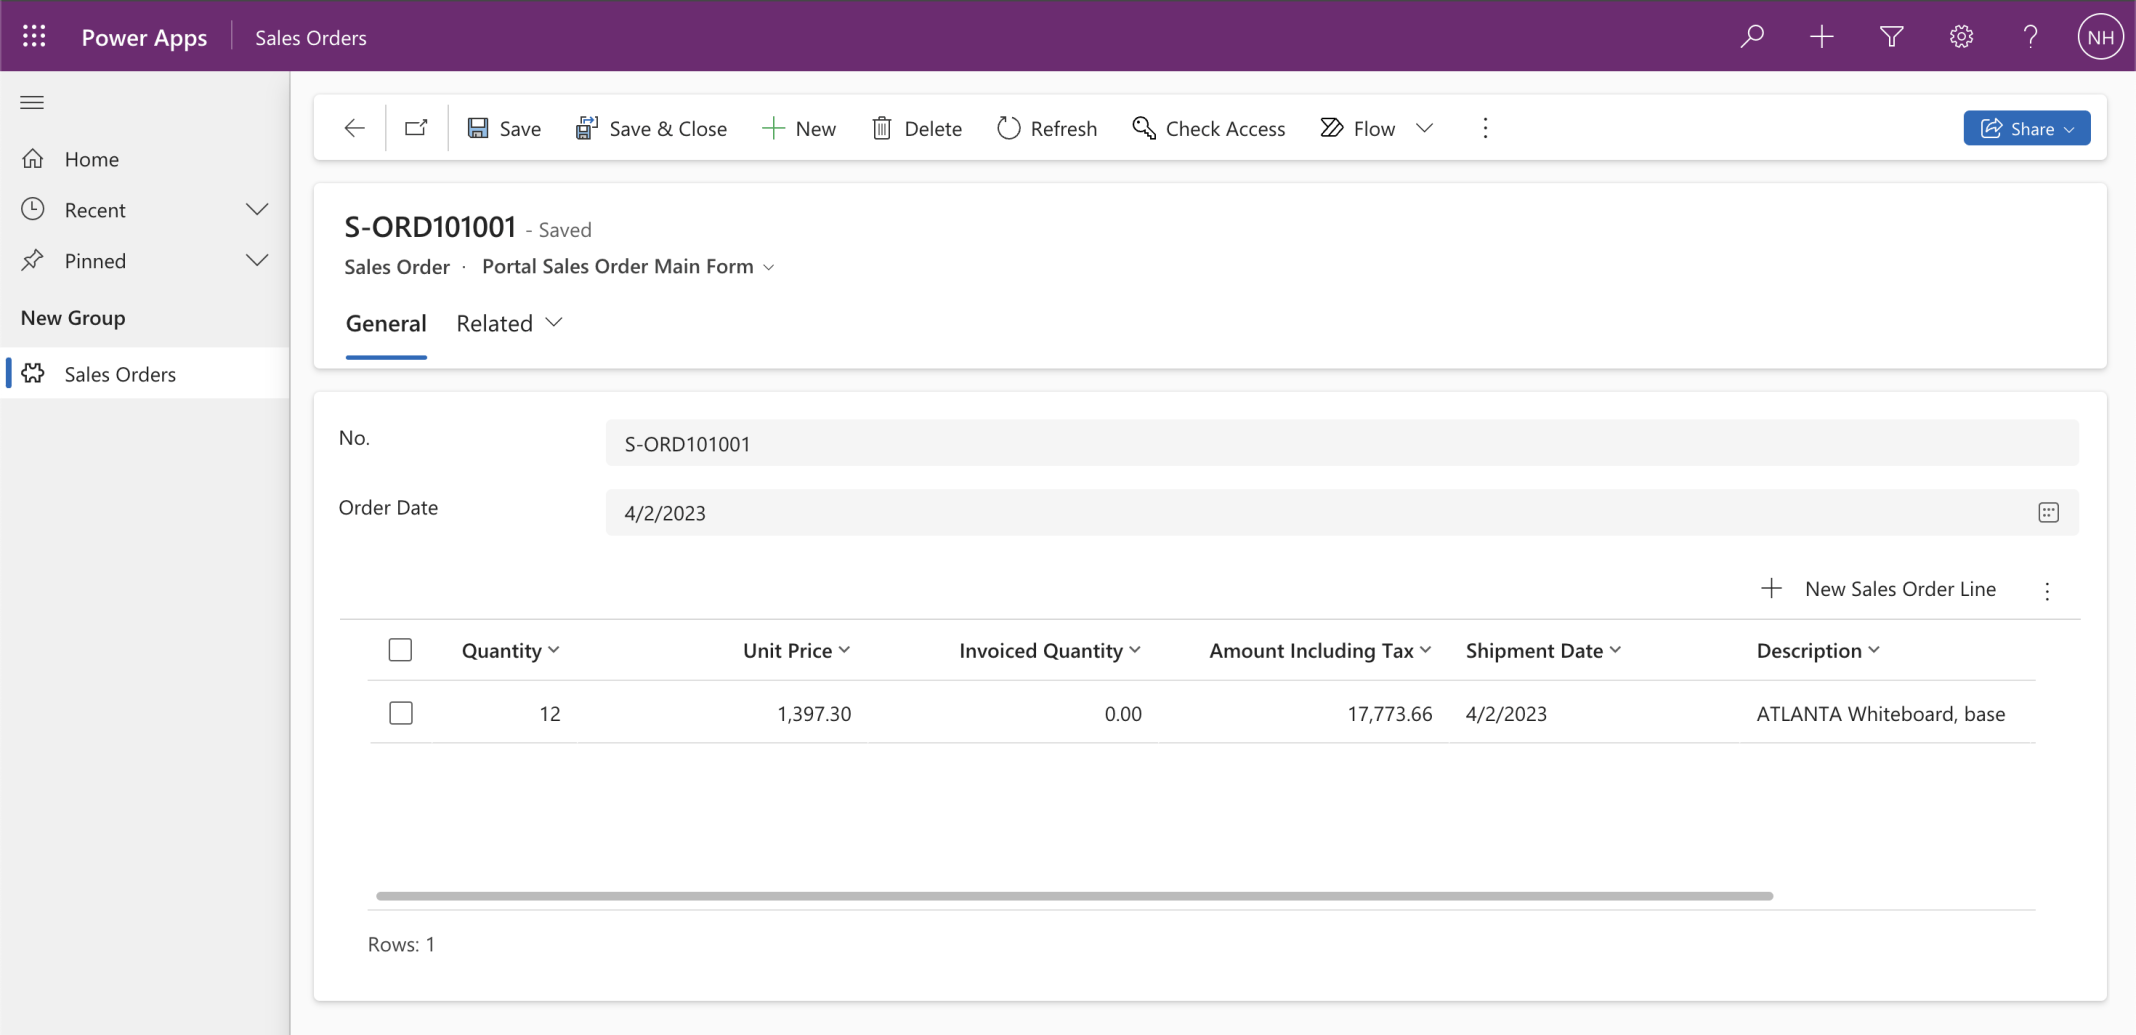 Power Apps Sales Orders NH
Save Save & Close New Delete Refresh Check Access Flow Share
Home
Recent
Pinned
New Group
Sales Orders
S-ORD101001 - Saved
Sales Order · Portal Sales Order Main Form
General Related
No. S-ORD101001
Order Date 4/2/2023
New Sales Order Line
Quantity Unit Price Invoiced Quantity Amount Including Tax Shipment Date Description
12 1,397.30 0.00 17,773.66 4/2/2023 ATLANTA Whiteboard, base
Rows: 1